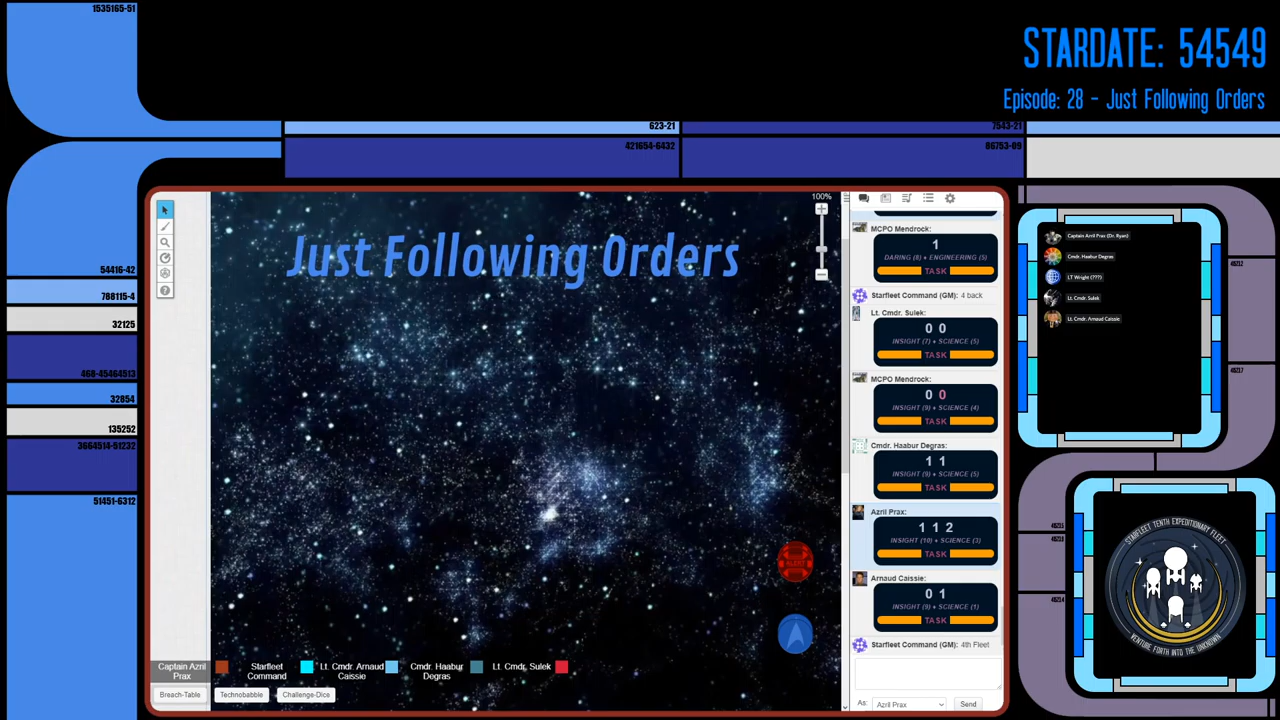 1535165-51
STARDATE: 54549
Episode: 28 - Just Following Orders
623-21
7543-21
421654-6432
86753-09
54416-42
768115-4
32125
468-45464513
32854
135252
3664514-51232
51451-6312
100%
Just Following Orders
MCPO Mendrock:
1
DARING (8) + ENGINEERING (5)
TASK
Starfleet Command (GM): 4 back
Lt. Cmdr. Sulek:
0 0
INSIGHT (7) + SCIENCE (5)
TASK
MCPO Mendrock:
0 0
INSIGHT (9) + SCIENCE (4)
TASK
Cmdr. Haabur Degras:
1 1
INSIGHT (9) + SCIENCE (5)
TASK
Azril Prax:
1 1 2
INSIGHT (10) + SCIENCE (3)
TASK
Arnaud Caissie:
0 1
INSIGHT (9) + SCIENCE (1)
TASK
Starfleet Command (GM): 4th Fleet
As:
Azril Prax
Send
ALERT
Captain Azril Prax
Starfleet Command
Lt. Cmdr. Arnaud Caissie
Cmdr. Haabur Degras
Lt. Cmdr. Sulek
Breach-Table
Technobabble
Challenge-Dice
Captain Azril Prax (Dr. Ryan)
Cmdr. Haabur Degras
LT Wright (???)
Lt. Cmdr. Sulek
Lt. Cmdr. Arnaud Caissie
STARFLEET TENTH EXPEDITIONARY FLEET
VENTURE FORTH INTO THE UNKNOWN